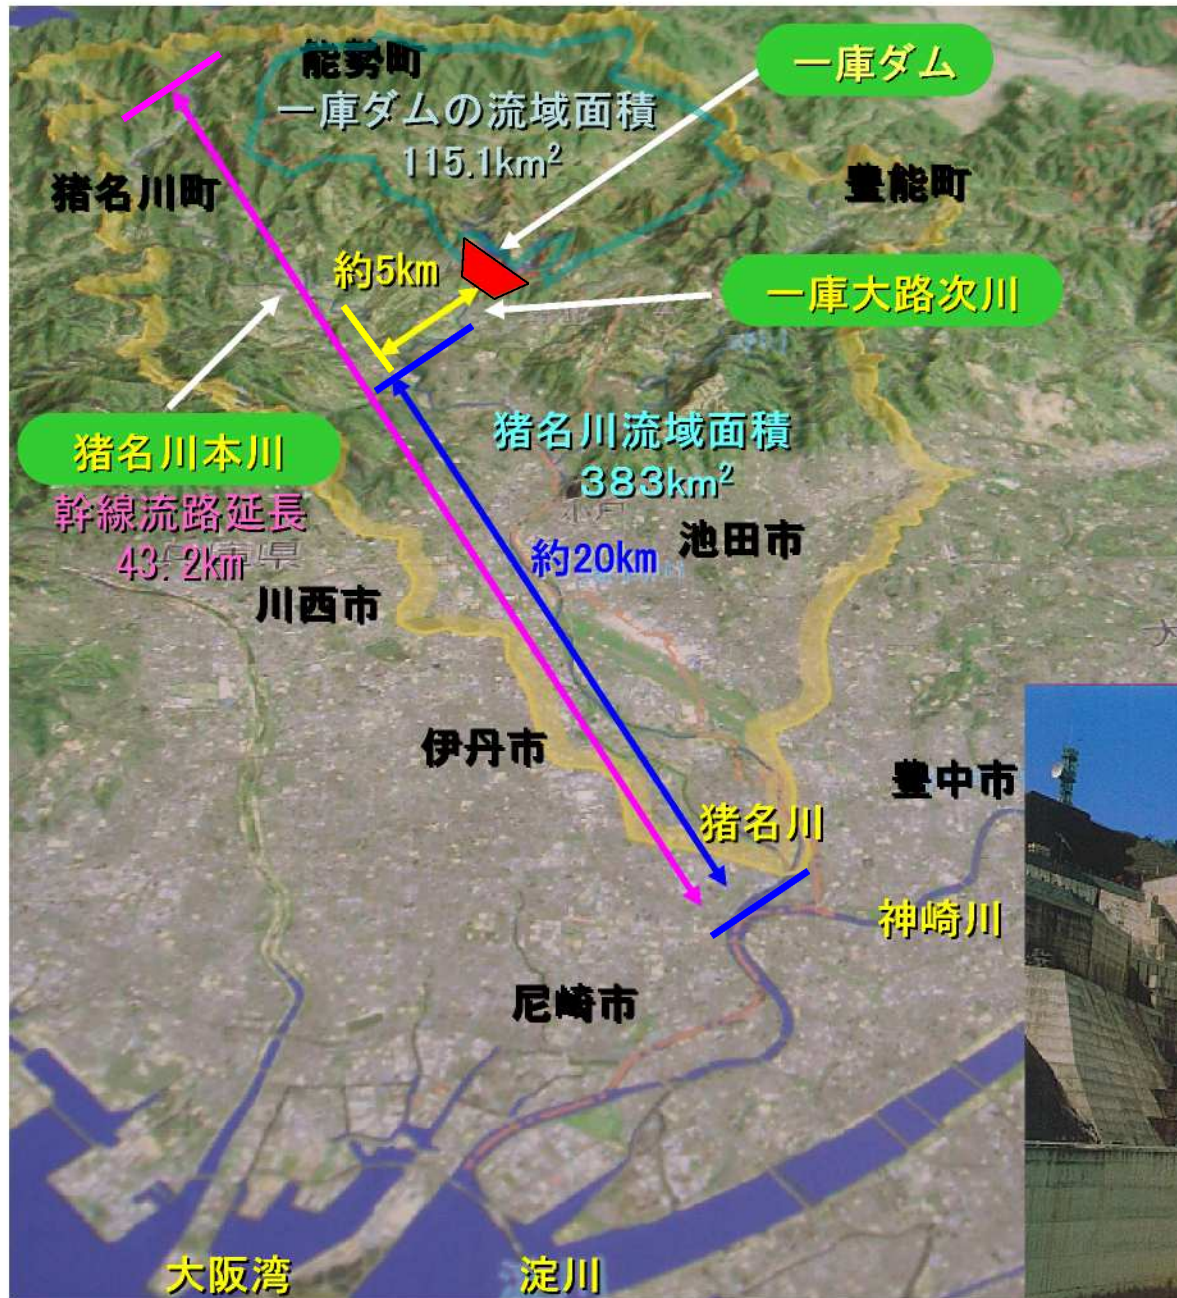 能勢町
一庫ダム
一庫ダムの流域面積
115.1km²
猪名川町
豊能町
約5km
一庫大路次川
猪名川流域面積
383km²
猪名川本川
幹線流路延長
43.2km
兵庫県
約20km
池田市
川西市
伊丹市
豊中市
猪名川
神崎川
尼崎市
大阪湾
淀川